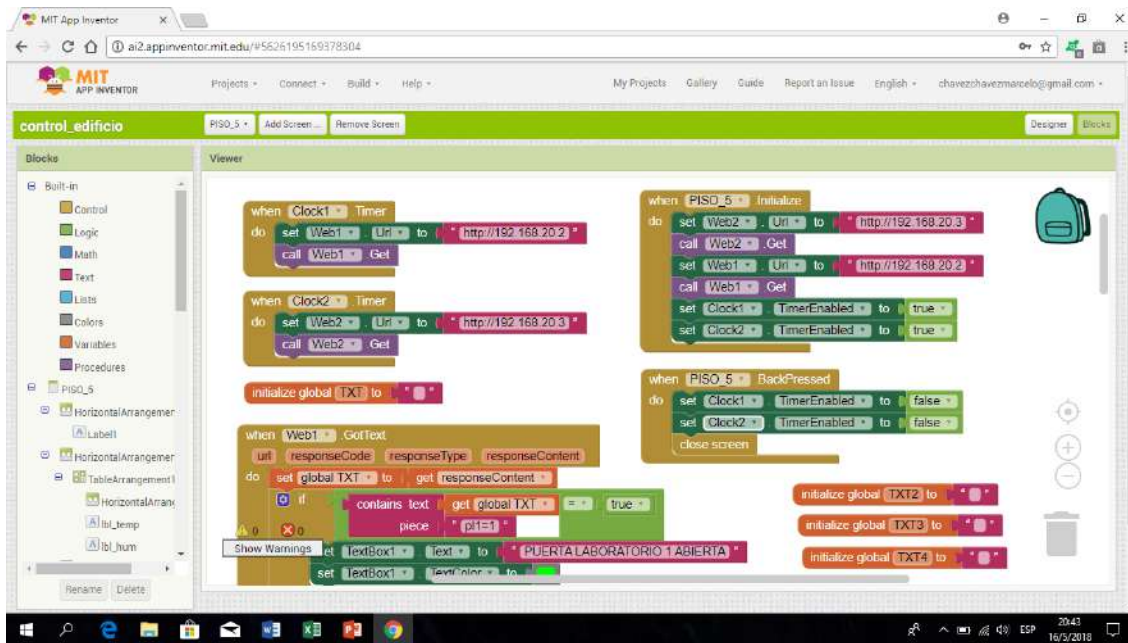 MIT App Inventor
ai2.appinventor.mit.edu/#5626195169378304
MIT
APP INVENTOR
Projects Connect Build Help My Projects Gallery Guide Report an Issue English chavezchavezmarcelo@gmail.com
control_edificio PISO_5 Add Screen ... Remove Screen Designer Blocks
Blocks Viewer
Built-in
Control
Logic
Math
Text
Lists
Colors
Variables
Procedures
PISO_5
HorizontalArrangemer
Label1
HorizontalArrangemer
TableArrangement1
HorizontalArran
lbl_temp
lbl_hum
Rename Delete
when Clock1 .Timer
do set Web1 . Url to " http://192.168.20.2 "
call Web1 .Get
when Clock2 .Timer
do set Web2 . Url to " http://192.168.20.3 "
call Web2 .Get
initialize global TXT to " "
when Web1 .GotText
url responseCode responseType responseContent
do set global TXT to get responseContent
if contains text get global TXT = true
piece " pl1=1 "
0 0
Show Warnings
set TextBox1 . Text to " PUERTA LABORATORIO 1 ABIERTA "
set TextBox1 . TextColor to
when PISO_5 .Initialize
do set Web2 . Url to " http://192.168.20.3 "
call Web2 .Get
set Web1 . Url to " http://192.168.20.2 "
call Web1 .Get
set Clock1 . TimerEnabled to true
set Clock2 . TimerEnabled to true
when PISO_5 .BackPressed
do set Clock1 . TimerEnabled to false
set Clock2 . TimerEnabled to false
close screen
initialize global TXT2 to " "
initialize global TXT3 to " "
initialize global TXT4 to " "
ESP
20:43
16/5/2018